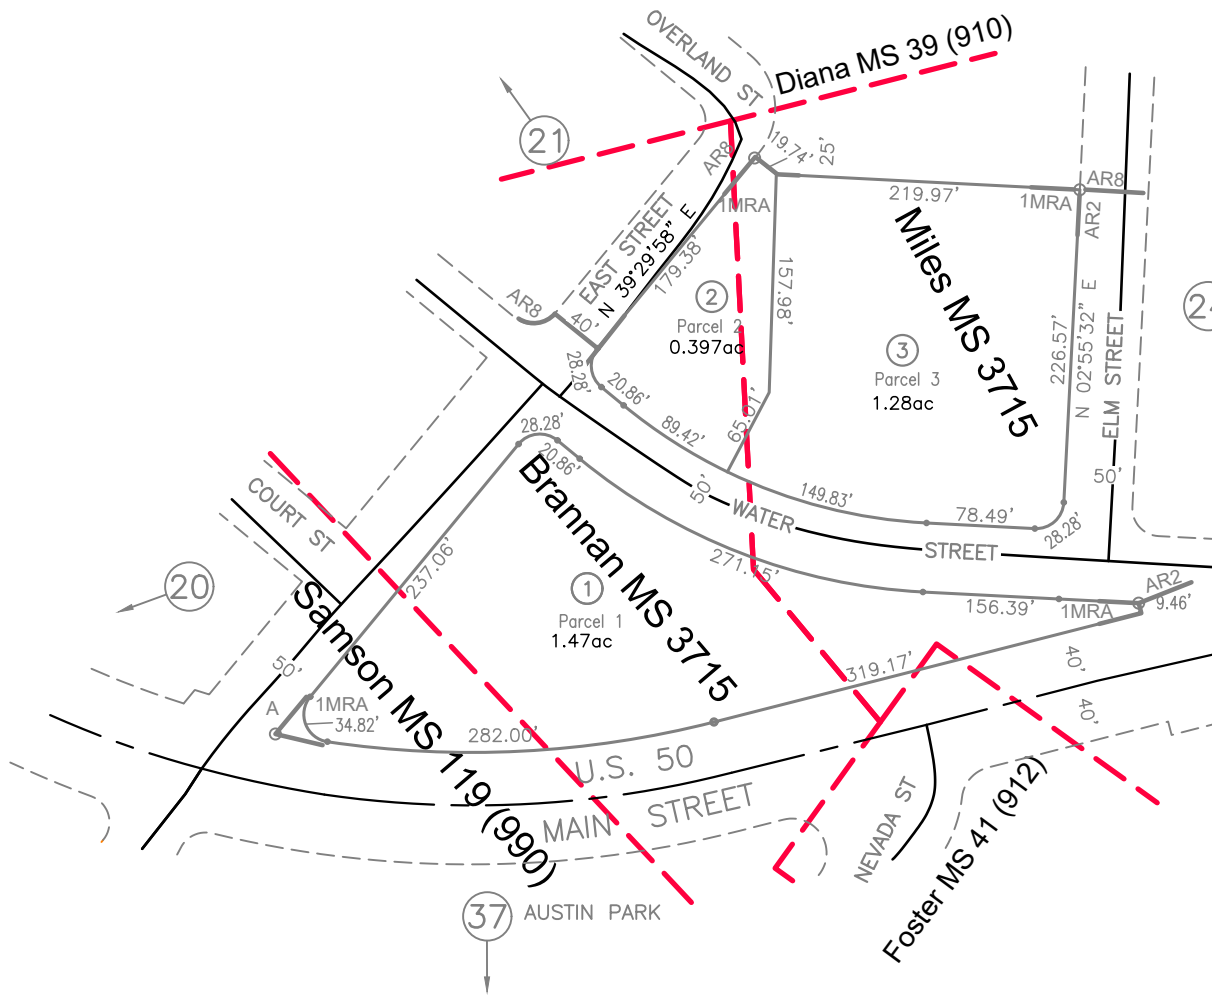 OVERLAND ST
Diana MS 39 (910)
21
AR8
19.74'
25'
219.97'
AR8
1MRA
1MRA
AR2
EAST STREET
N 39°29'58" E
179.38'
Miles MS 3715
AR8
40'
2
Parcel 2
0.397ac
157.98'
3
Parcel 3
1.28ac
226.57'
N 02°55'32" E
ELM STREET
50'
24
28.28'
20.86'
89.42'
65.01'
28.28'
20.86'
COURT ST
Brannan MS 3715
50'
WATER STREET
149.83'
78.49'
28.28'
237.06'
271.15'
20
1
Parcel 1
1.47ac
156.39'
1MRA
AR2
9.46'
Samson MS 119 (990)
50'
A
1MRA
34.82'
282.00'
319.17'
40'
40'
U.S. 50
MAIN STREET
NEVADA ST
Foster MS 41 (912)
37
AUSTIN PARK